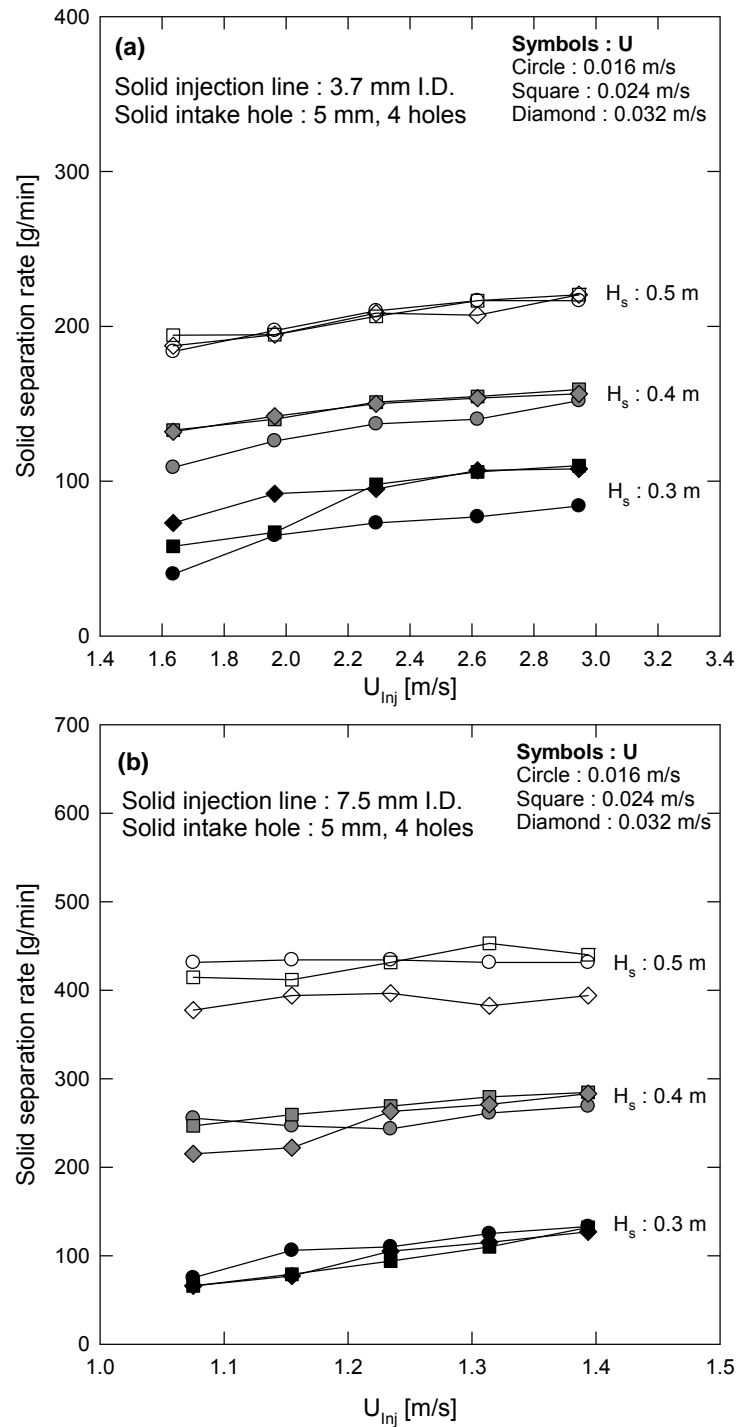 (a)
Symbols : U
Circle : 0.016 m/s
Square : 0.024 m/s
Diamond : 0.032 m/s
Solid injection line : 3.7 mm I.D.
Solid intake hole : 5 mm, 4 holes
Solid separation rate [g/min]
400
300
200
100
0
H_s : 0.5 m
H_s : 0.4 m
H_s : 0.3 m
1.4 1.6 1.8 2.0 2.2 2.4 2.6 2.8 3.0 3.2 3.4
U_Inj [m/s]
(b)
Symbols : U
Circle : 0.016 m/s
Square : 0.024 m/s
Diamond : 0.032 m/s
Solid injection line : 7.5 mm I.D.
Solid intake hole : 5 mm, 4 holes
Solid separation rate [g/min]
700
600
500
400
300
200
100
0
H_s : 0.5 m
H_s : 0.4 m
H_s : 0.3 m
1.0 1.1 1.2 1.3 1.4 1.5
U_Inj [m/s]